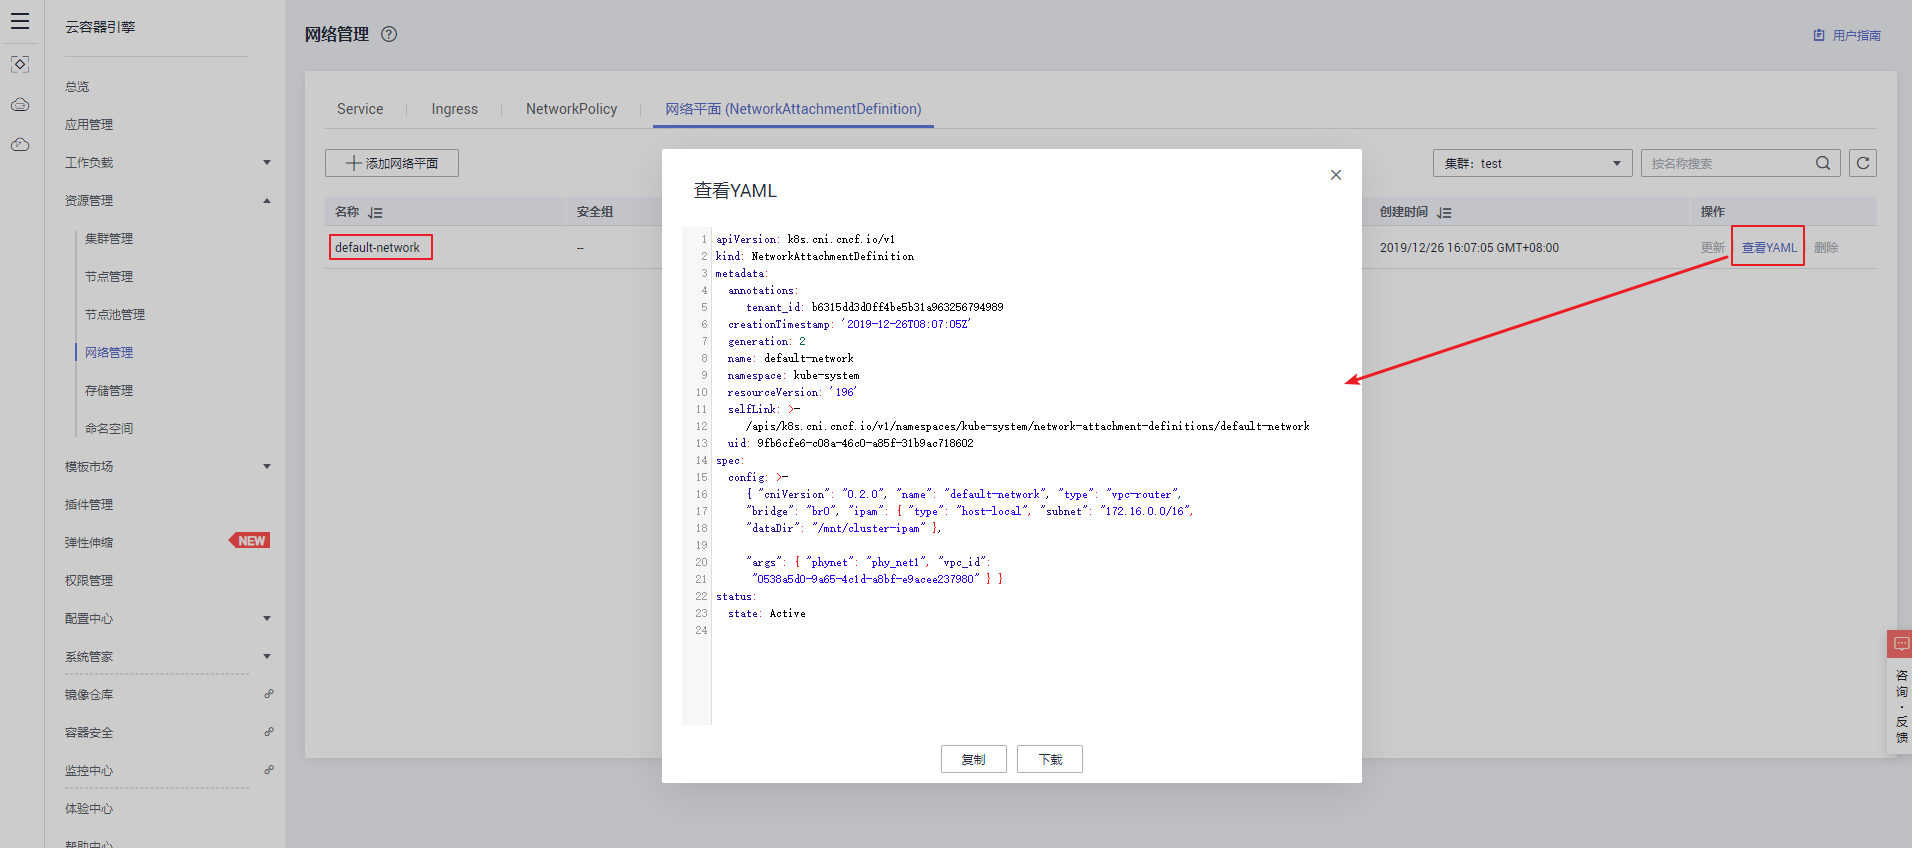 云容器引擎
总览
应用管理
工作负载
资源管理
集群管理
节点管理
节点池管理
网络管理
存储管理
命名空间
模板市场
插件管理
弹性伸缩
NEW
权限管理
配置中心
系统管家
镜像仓库
容器安全
监控中心
体验中心
帮助中心
网络管理 ?
用户指南
Service
Ingress
NetworkPolicy
网络平面 (NetworkAttachmentDefinition)
添加网络平面
集群：test
按名称搜索
名称
安全组
创建时间
操作
default-network
--
2019/12/26 16:07:05 GMT+08:00
更新
查看YAML
删除
查看YAML
1 apiVersion: k8s.cni.cncf.io/v1
2 kind: NetworkAttachmentDefinition
3 metadata:
4 annotations:
5 tenant_id: b6315dd3d0ff4be5b31a963256794989
6 creationTimestamp: '2019-12-26T08:07:05Z'
7 generation: 2
8 name: default-network
9 namespace: kube-system
10 resourceVersion: '196'
11 selfLink: >-
12 /apis/k8s.cni.cncf.io/v1/namespaces/kube-system/network-attachment-definitions/default-network
13 uid: 9fb6cfe6-c08a-46c0-a85f-31b9ac718602
14 spec:
15 config: >-
16 { "cniVersion": "0.2.0", "name": "default-network", "type": "vpc-router",
17 "bridge": "br0", "ipam": { "type": "host-local", "subnet": "172.16.0.0/16",
18 "dataDir": "/mnt/cluster-ipam" },
19
20 "args": { "phynet": "phy_net1", "vpc_id":
21 "0538a5d0-9a65-4c1d-a8bf-e9acee237980" } }
22 status:
23 state: Active
24
复制
下载
咨询·反馈